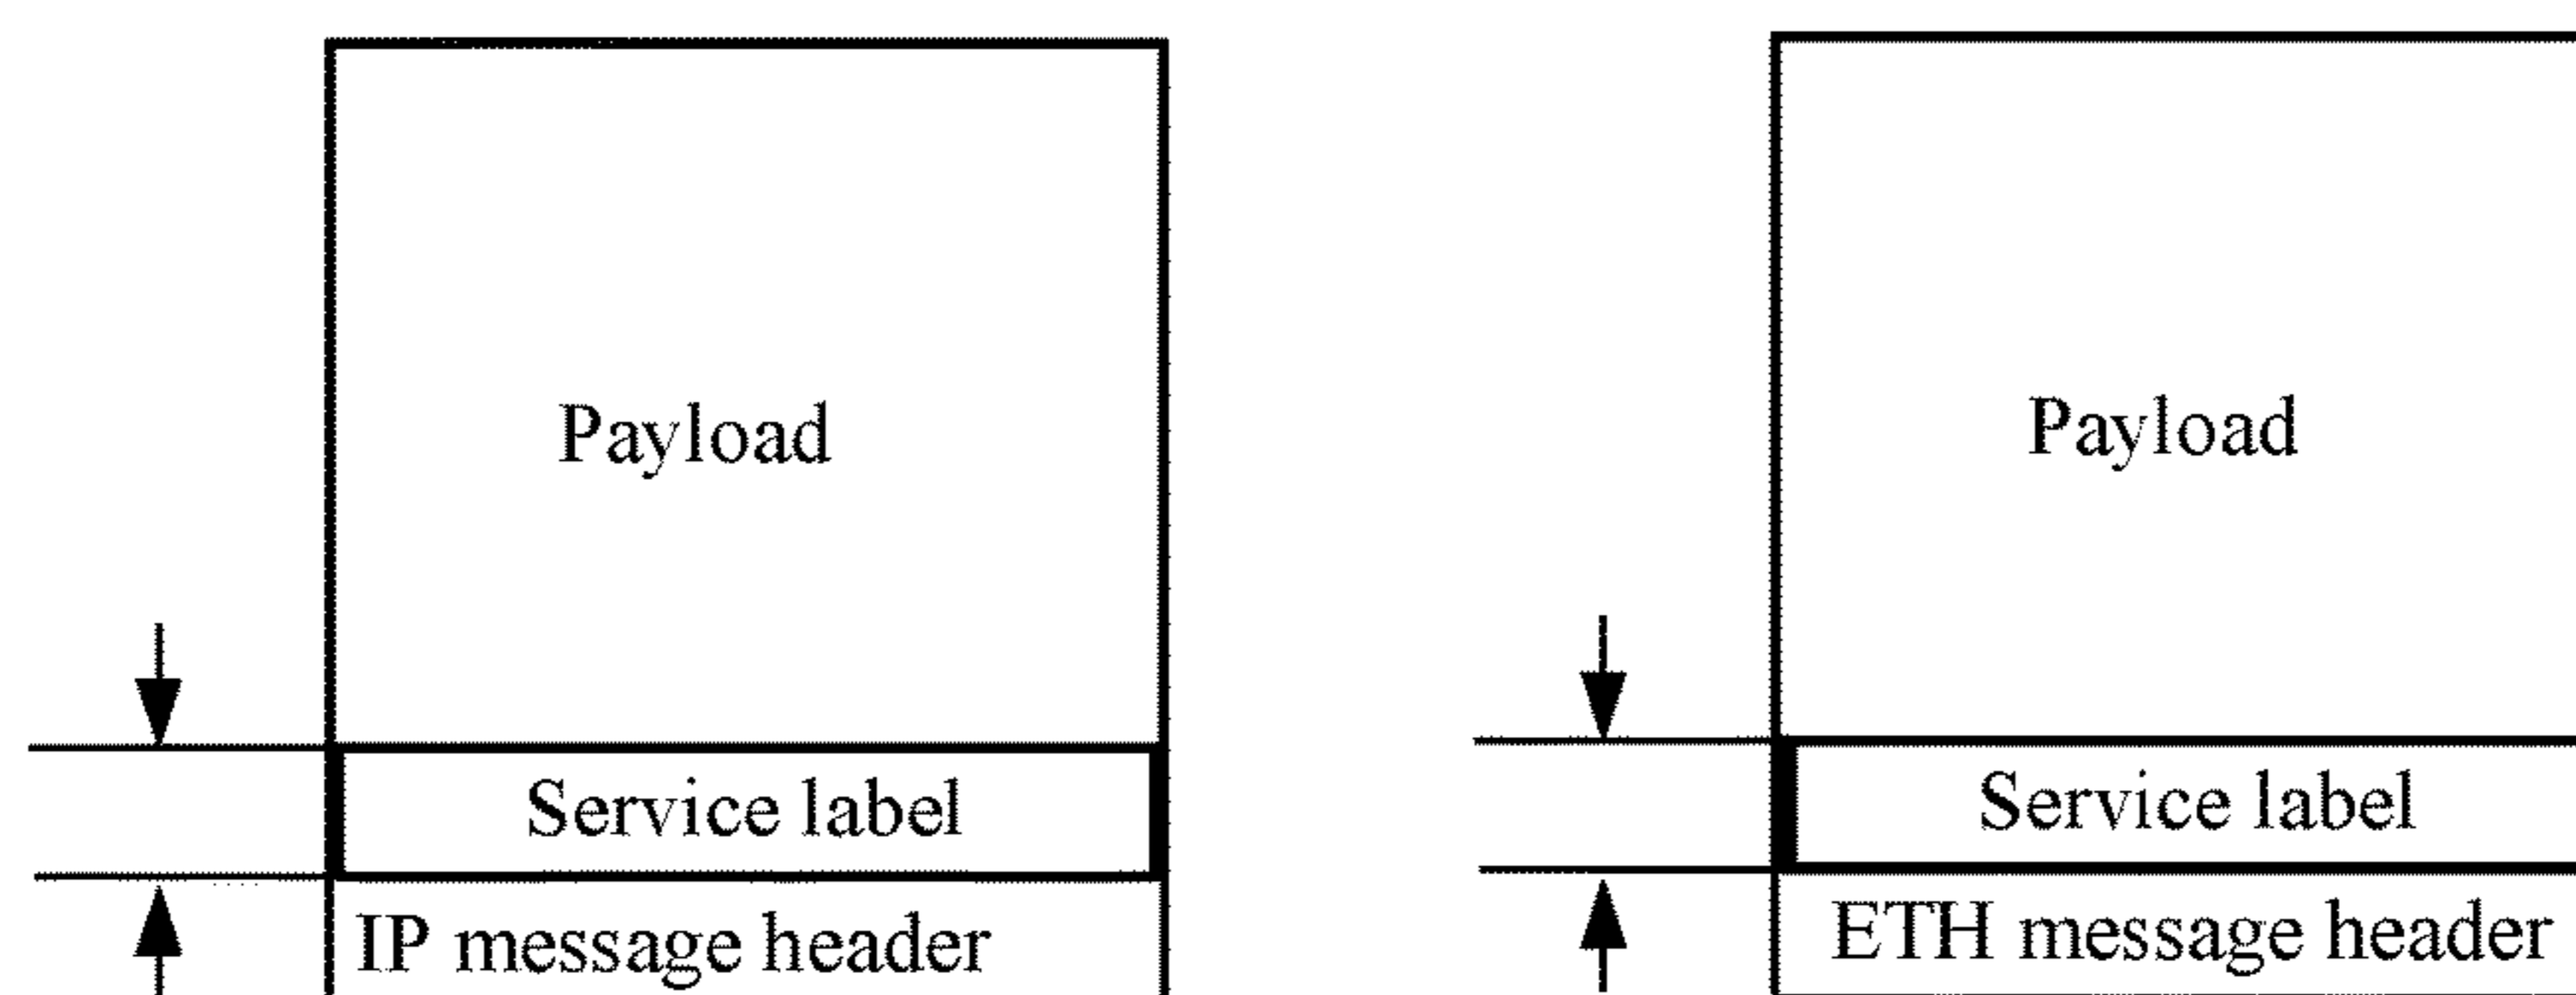 Payload
Service label
IP message header
Payload
Service label
ETH message header